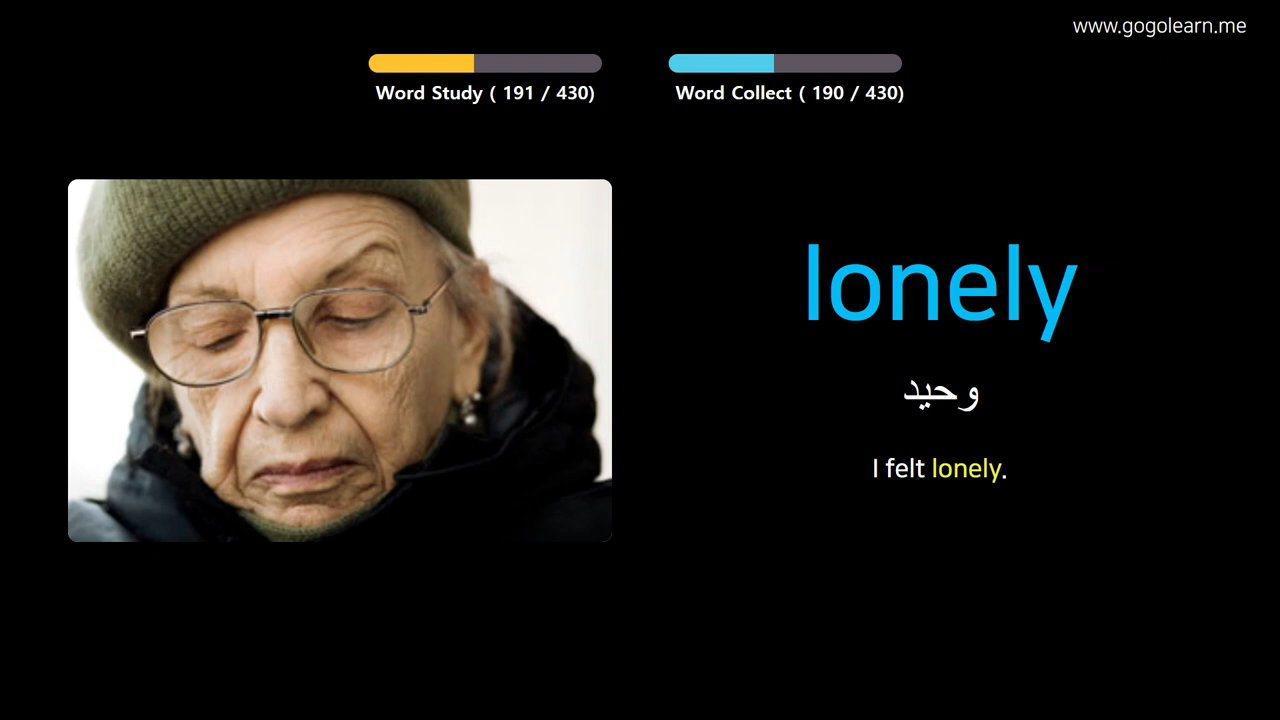 www.gogolearn.me
Word Study ( 191 / 430)
Word Collect ( 190 / 430)
lonely
وحيد
I felt lonely.